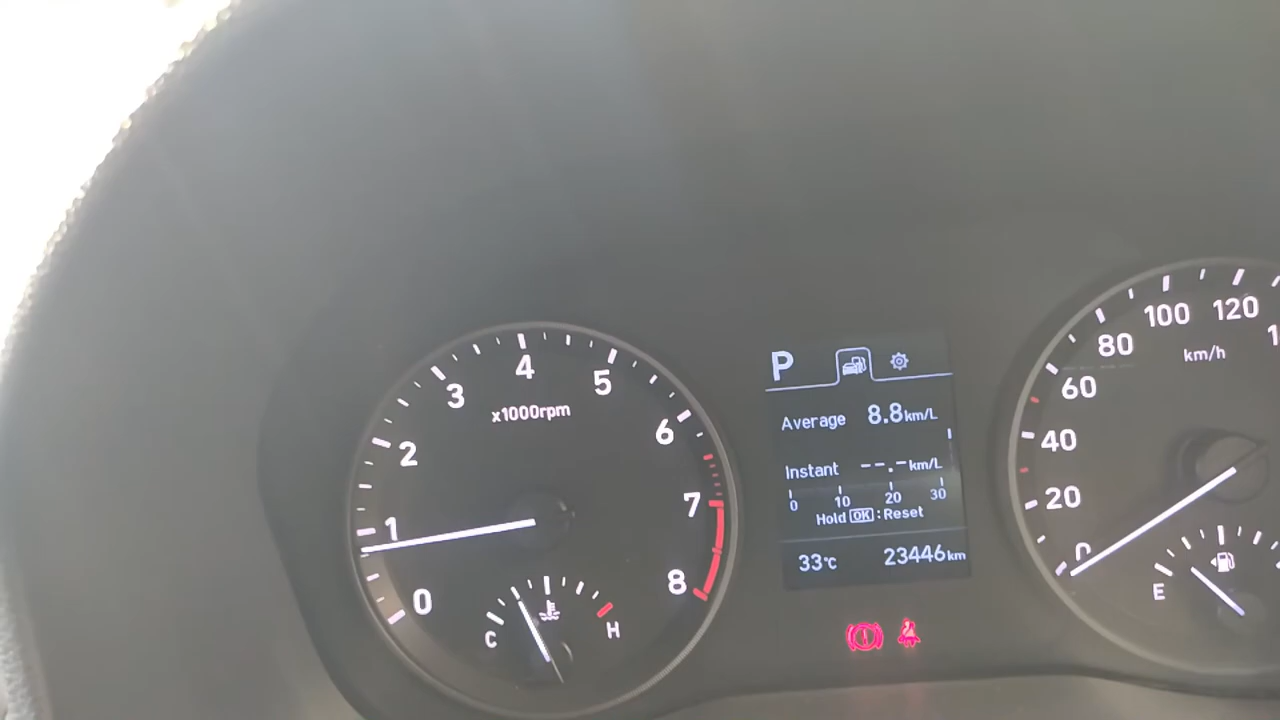 0
1
2
3
4
5
6
7
8
x1000rpm
C
H
P
Average 8.8km/L
Instant --.-km/L
0 10 20 30
Hold OK : Reset
33°C 23446km
0
20
40
60
80
100
120
km/h
E